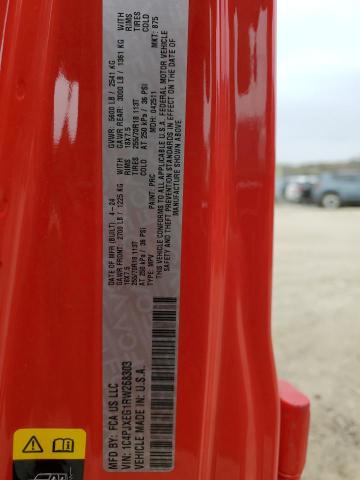 MFD BY: FCA US LLC
DATE OF MFR (BUILT): 4-24 GVWR: 5600 LB / 2541 KG
GAWR FRONT: 2700 LB / 1225 KG GAWR REAR: 3000 LB / 1361 KG WITH
18X7.5 18X7.5 RIMS
255/70R18 113T 255/70R18 113T TIRES
AT 250 kPa / 36 PSI AT 250 kPa / 36 PSI COLD
TYPE: MPV PAINT: PRC MDH: 042511 MKT: B75
THIS VEHICLE CONFORMS TO ALL APPLICABLE U.S.A. FEDERAL MOTOR
VEHICLE SAFETY AND THEFT PREVENTION STANDARDS IN EFFECT ON THE DATE OF
MANUFACTURE SHOWN ABOVE.
VIN: 1C4PJXEG1RW268303
VEHICLE MADE IN: U.S.A.